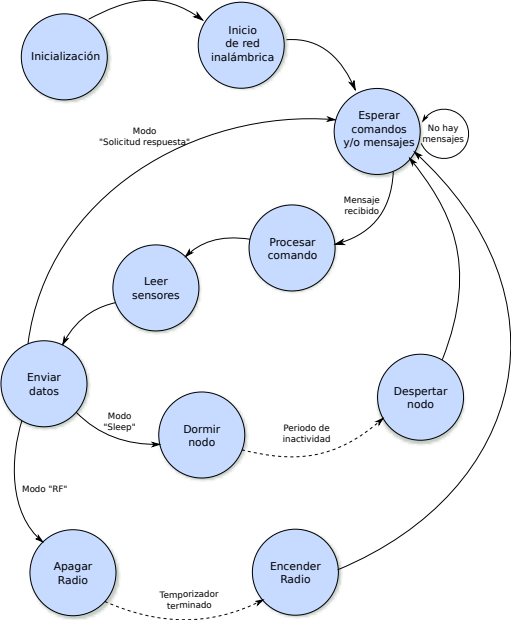 Inicialización
Inicio
de red
inalámbrica
Esperar
comandos
y/o mensajes
No hay
mensajes
Modo
"Solicitud respuesta"
Mensaje
recibido
Procesar
comando
Leer
sensores
Enviar
datos
Modo
"Sleep"
Dormir
nodo
Periodo de
inactividad
Despertar
nodo
Modo "RF"
Apagar
Radio
Temporizador
terminado
Encender
Radio